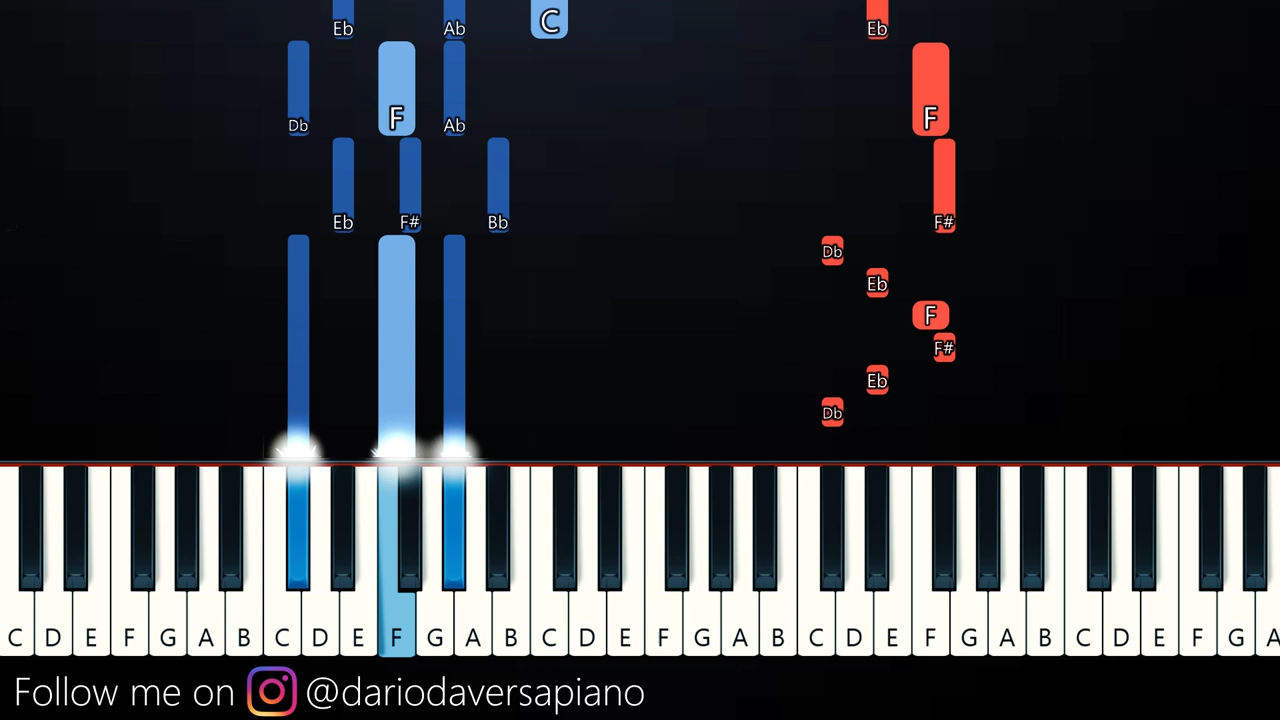 Eb Ab C Eb
Db F Ab F
Eb F# Bb F#
Db
Eb
F
F#
Eb
Db
C D E F G A B C D E F G A B C D E F G A B C D E F G A B C D E F G A
Follow me on @dariodaversapiano